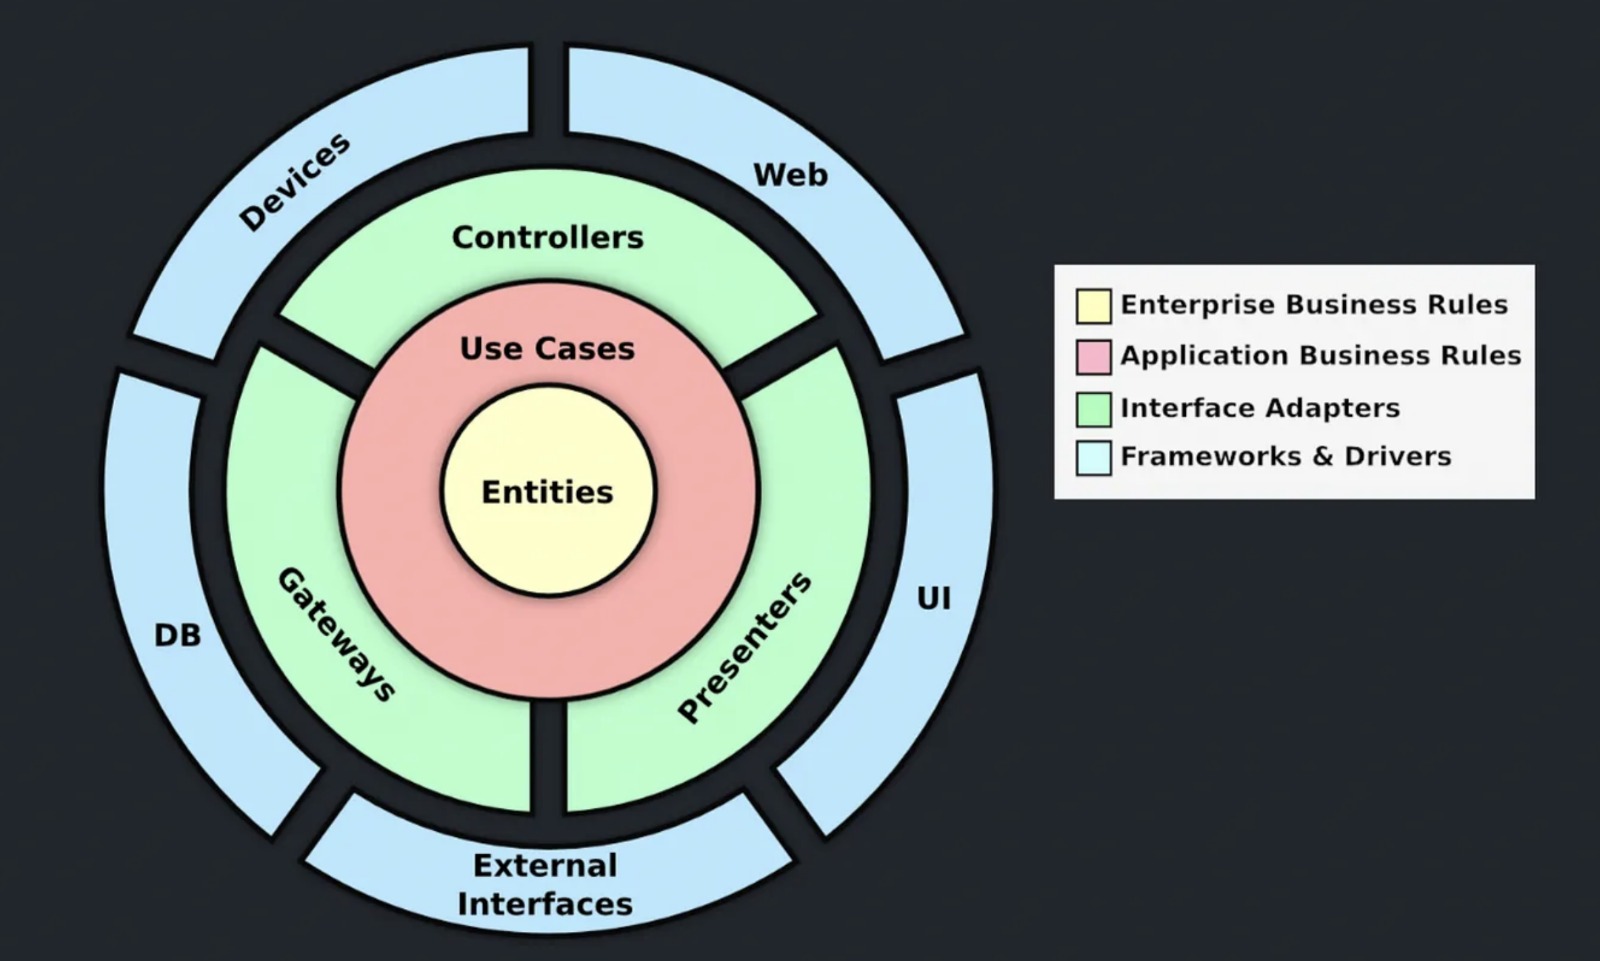 Devices
Web
Controllers
Use Cases
Entities
Gateways
Presenters
DB
UI
External
Interfaces
Enterprise Business Rules
Application Business Rules
Interface Adapters
Frameworks & Drivers